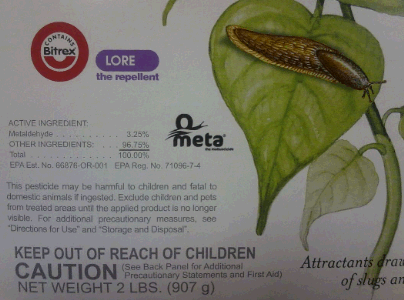 CONTAINS
Bitrex
LORE
the repellent
ACTIVE INGREDIENT:
Metaldehyde . . . . . . . . . . . 3.25%
OTHER INGREDIENTS: . . . . 96.75%
Total . . . . . . . . . . . . . . . . 100.00%
EPA Est. No. 66876-OR-001 EPA Reg. No. 71096-7-4
meta
the Netherlands
This pesticide may be harmful to children and fatal to
domestic animals if ingested. Exclude children and pets
from treated areas until the applied product is no longer
visible. For additional precautionary measures, see
"Directions for Use" and "Storage and Disposal".
KEEP OUT OF REACH OF CHILDREN
CAUTION (See Back Panel for Additional
Precautionary Statements and First Aid)
NET WEIGHT 2 LBS. (907 g)
Attractants draw
of slugs an